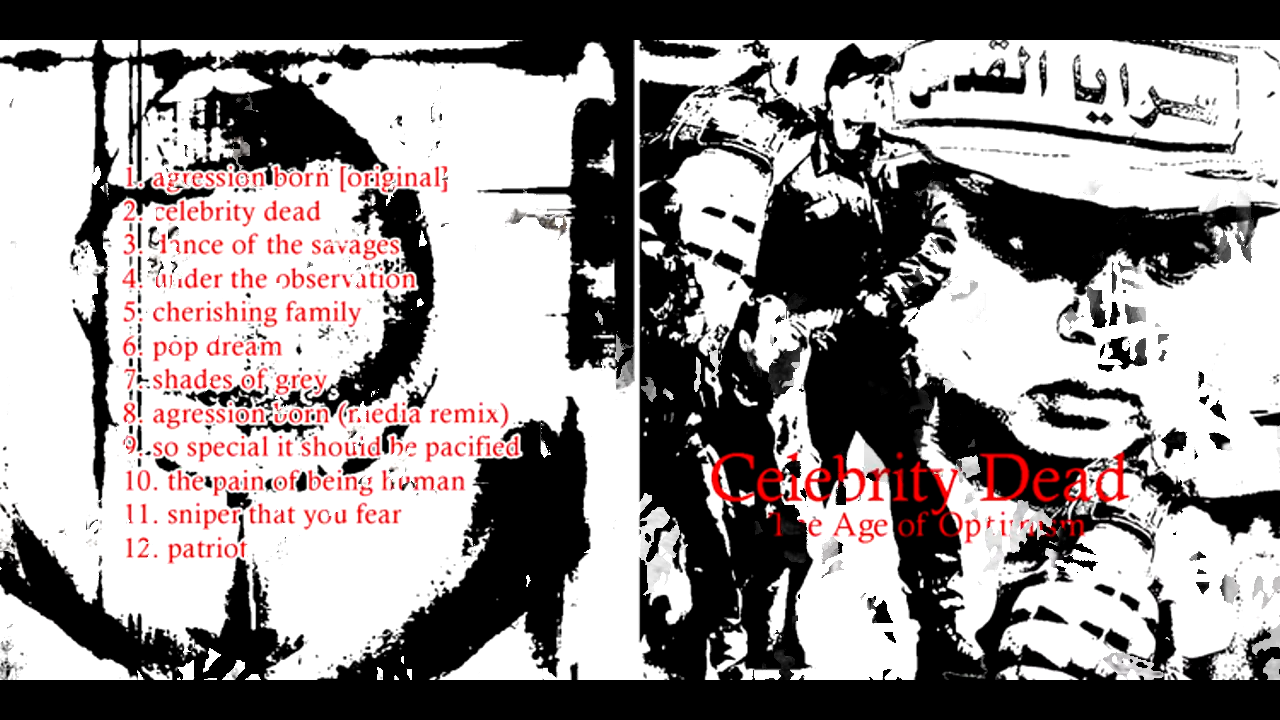 1. agression born [original]
2. celebrity dead
3. dance of the savages
4. under the observation
5. cherishing family
6. pop dream
7. shades of grey
8. agression born (media remix)
9. so special it should be pacified
10. the pain of being human
11. sniper that you fear
12. patriot
سرايا القدس
Celebrity Dead
The Age of Optimism